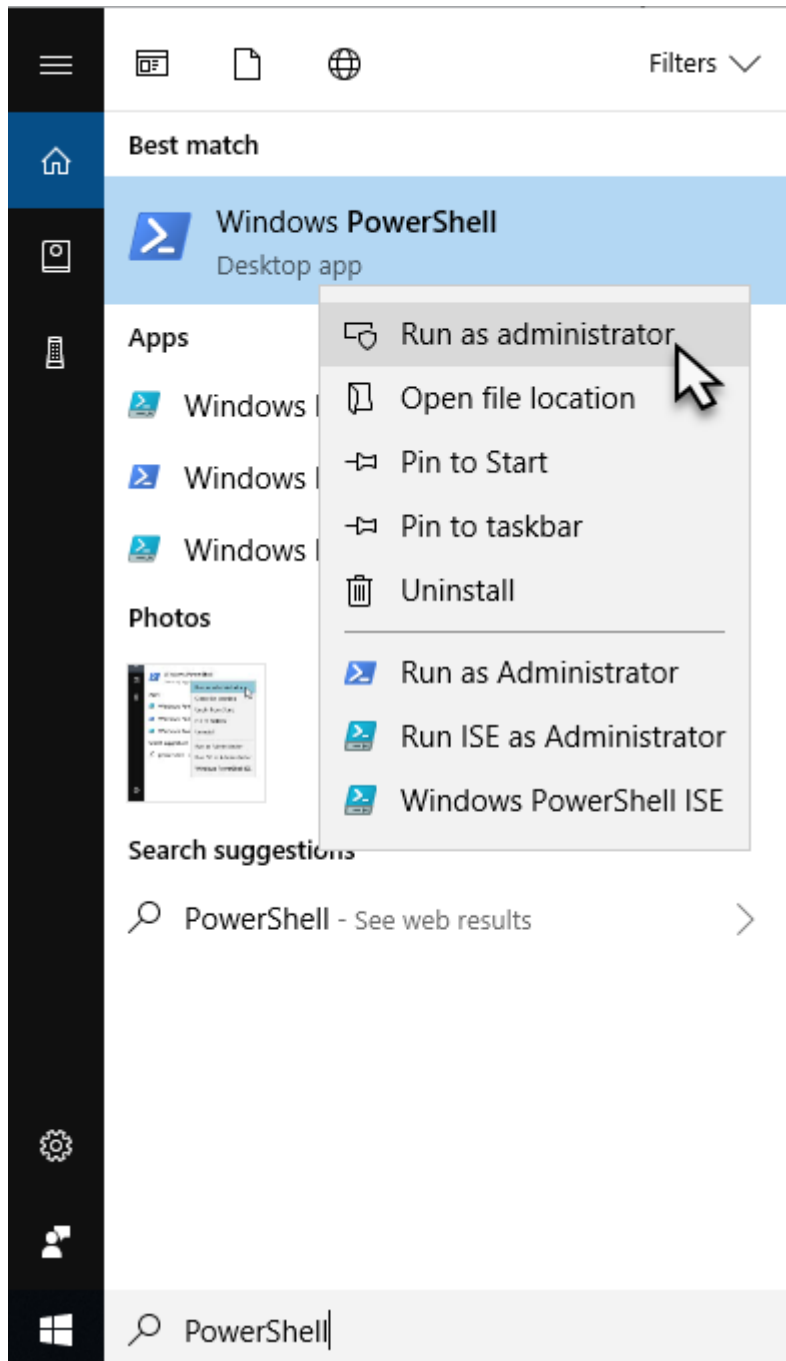 Filters
Best match
Windows PowerShell
Desktop app
Apps
Run as administrator
Windows
Open file location
Windows
Pin to Start
Windows
Pin to taskbar
Uninstall
Photos
Run as Administrator
Run ISE as Administrator
Windows PowerShell ISE
Search suggestions
PowerShell - See web results
PowerShell